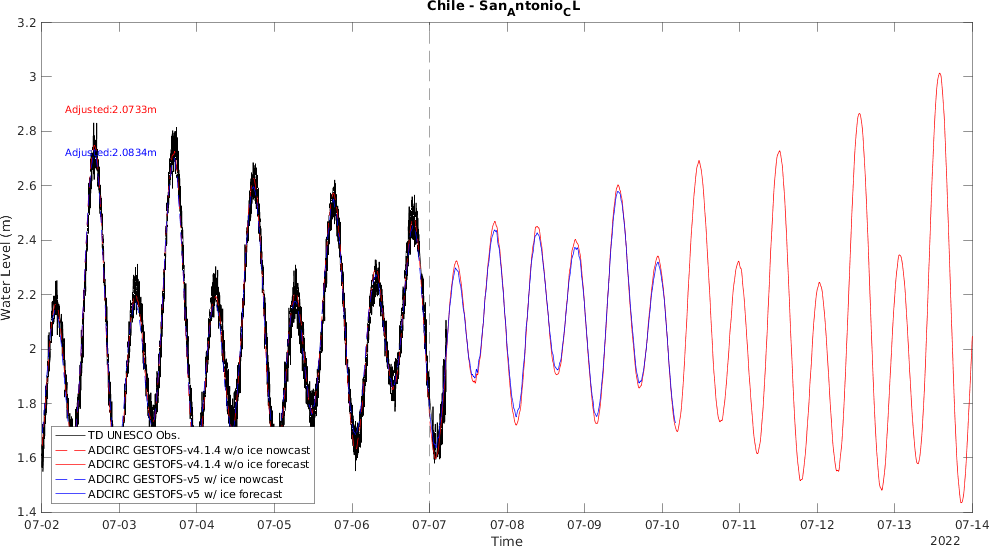 Chile - SanAntonioCL
3.2
3
2.8
2.6
2.4
2.2
2
1.8
1.6
1.4
Water Level (m)
Adjusted:2.0733m
Adjusted:2.0834m
TD UNESCO Obs.
ADCIRC GESTOFS-v4.1.4 w/o ice nowcast
ADCIRC GESTOFS-v4.1.4 w/o ice forecast
ADCIRC GESTOFS-v5 w/ ice nowcast
ADCIRC GESTOFS-v5 w/ ice forecast
07-02 07-03 07-04 07-05 07-06 07-07 07-08 07-09 07-10 07-11 07-12 07-13 07-14
Time
2022